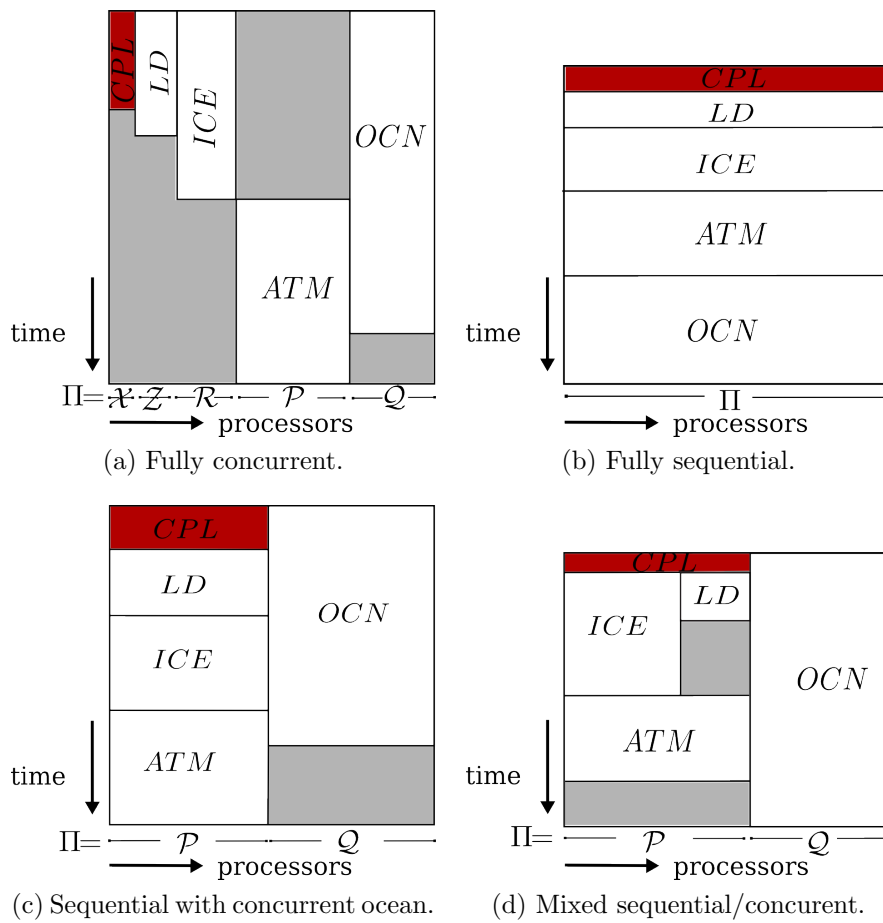 CPL LD ICE OCN
ATM
time
Π= 𝒳 𝒵 ℛ 𝒫 𝒬
processors
(a) Fully concurrent.
CPL
LD
ICE
ATM
OCN
time
Π
processors
(b) Fully sequential.
CPL
LD
OCN
ICE
ATM
time
Π= 𝒫 𝒬
processors
(c) Sequential with concurrent ocean.
CPL
LD
ICE
OCN
ATM
time
Π= 𝒫 𝒬
processors
(d) Mixed sequential/concurent.